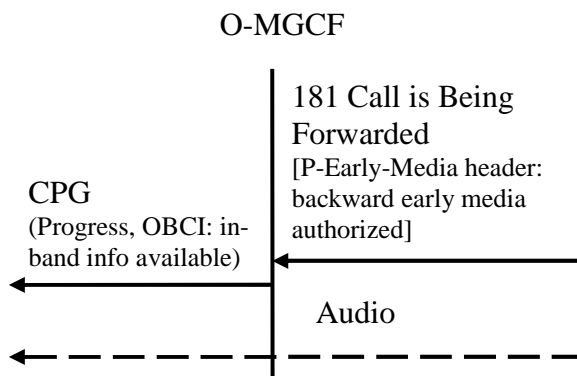 O-MGCF
181 Call is Being
Forwarded
[P-Early-Media header:
backward early media
authorized]
CPG
(Progress, OBCI: in-
band info available)
Audio